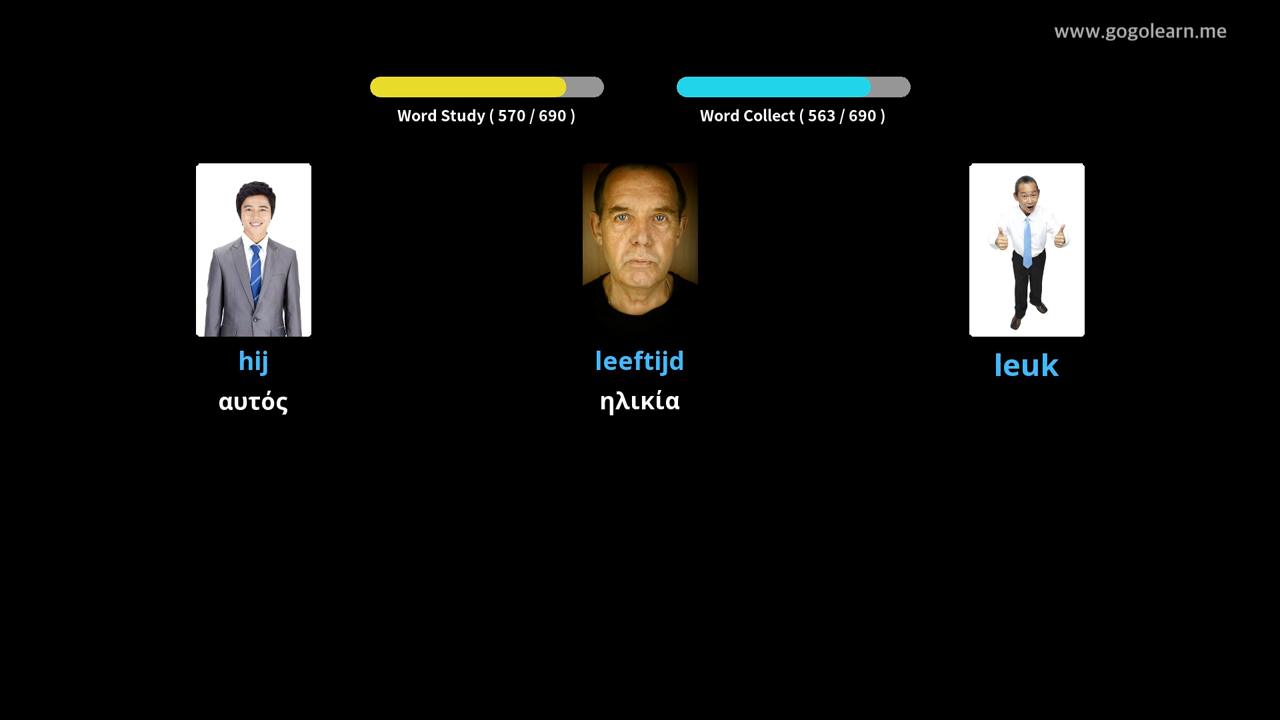 www.gogolearn.me
Word Study ( 570 / 690 )
Word Collect ( 563 / 690 )
hij
leeftijd
leuk
αυτός
ηλικία